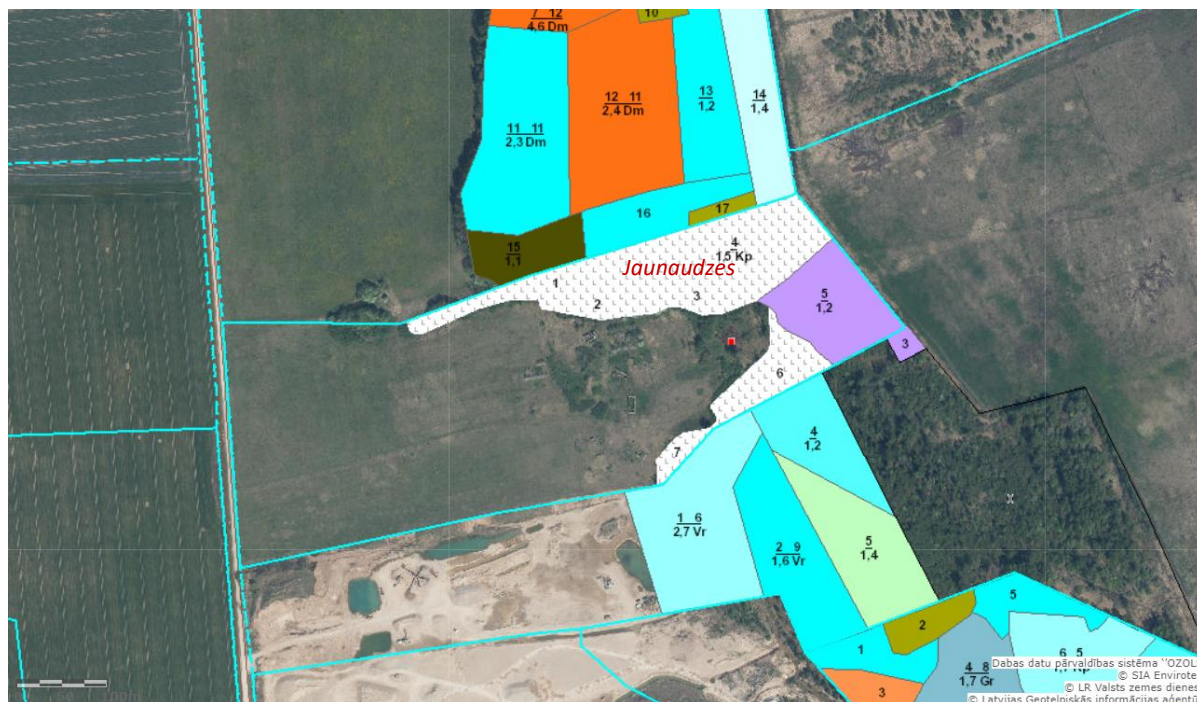 7 12
4,6 Dm
10
11 11
2,3 Dm
12 11
2,4 Dm
13
1,2
14
1,4
16
17
15
1,1
4
1,5 Kp
Jaunaudzes
1
2
3
5
1,2
3
6
7
4
1,2
1 6
2,7 Vr
2 9
1,6 Vr
5
1,4
5
2
1
4 8
1,7 Gr
6 5
1,7 Kp
3
Dabas datu pārvaldības sistēma "OZOL
© SIA Envirote
© LR Valsts zemes dienes
© Latvijas Ģeotelpiskās informācijas aģentū